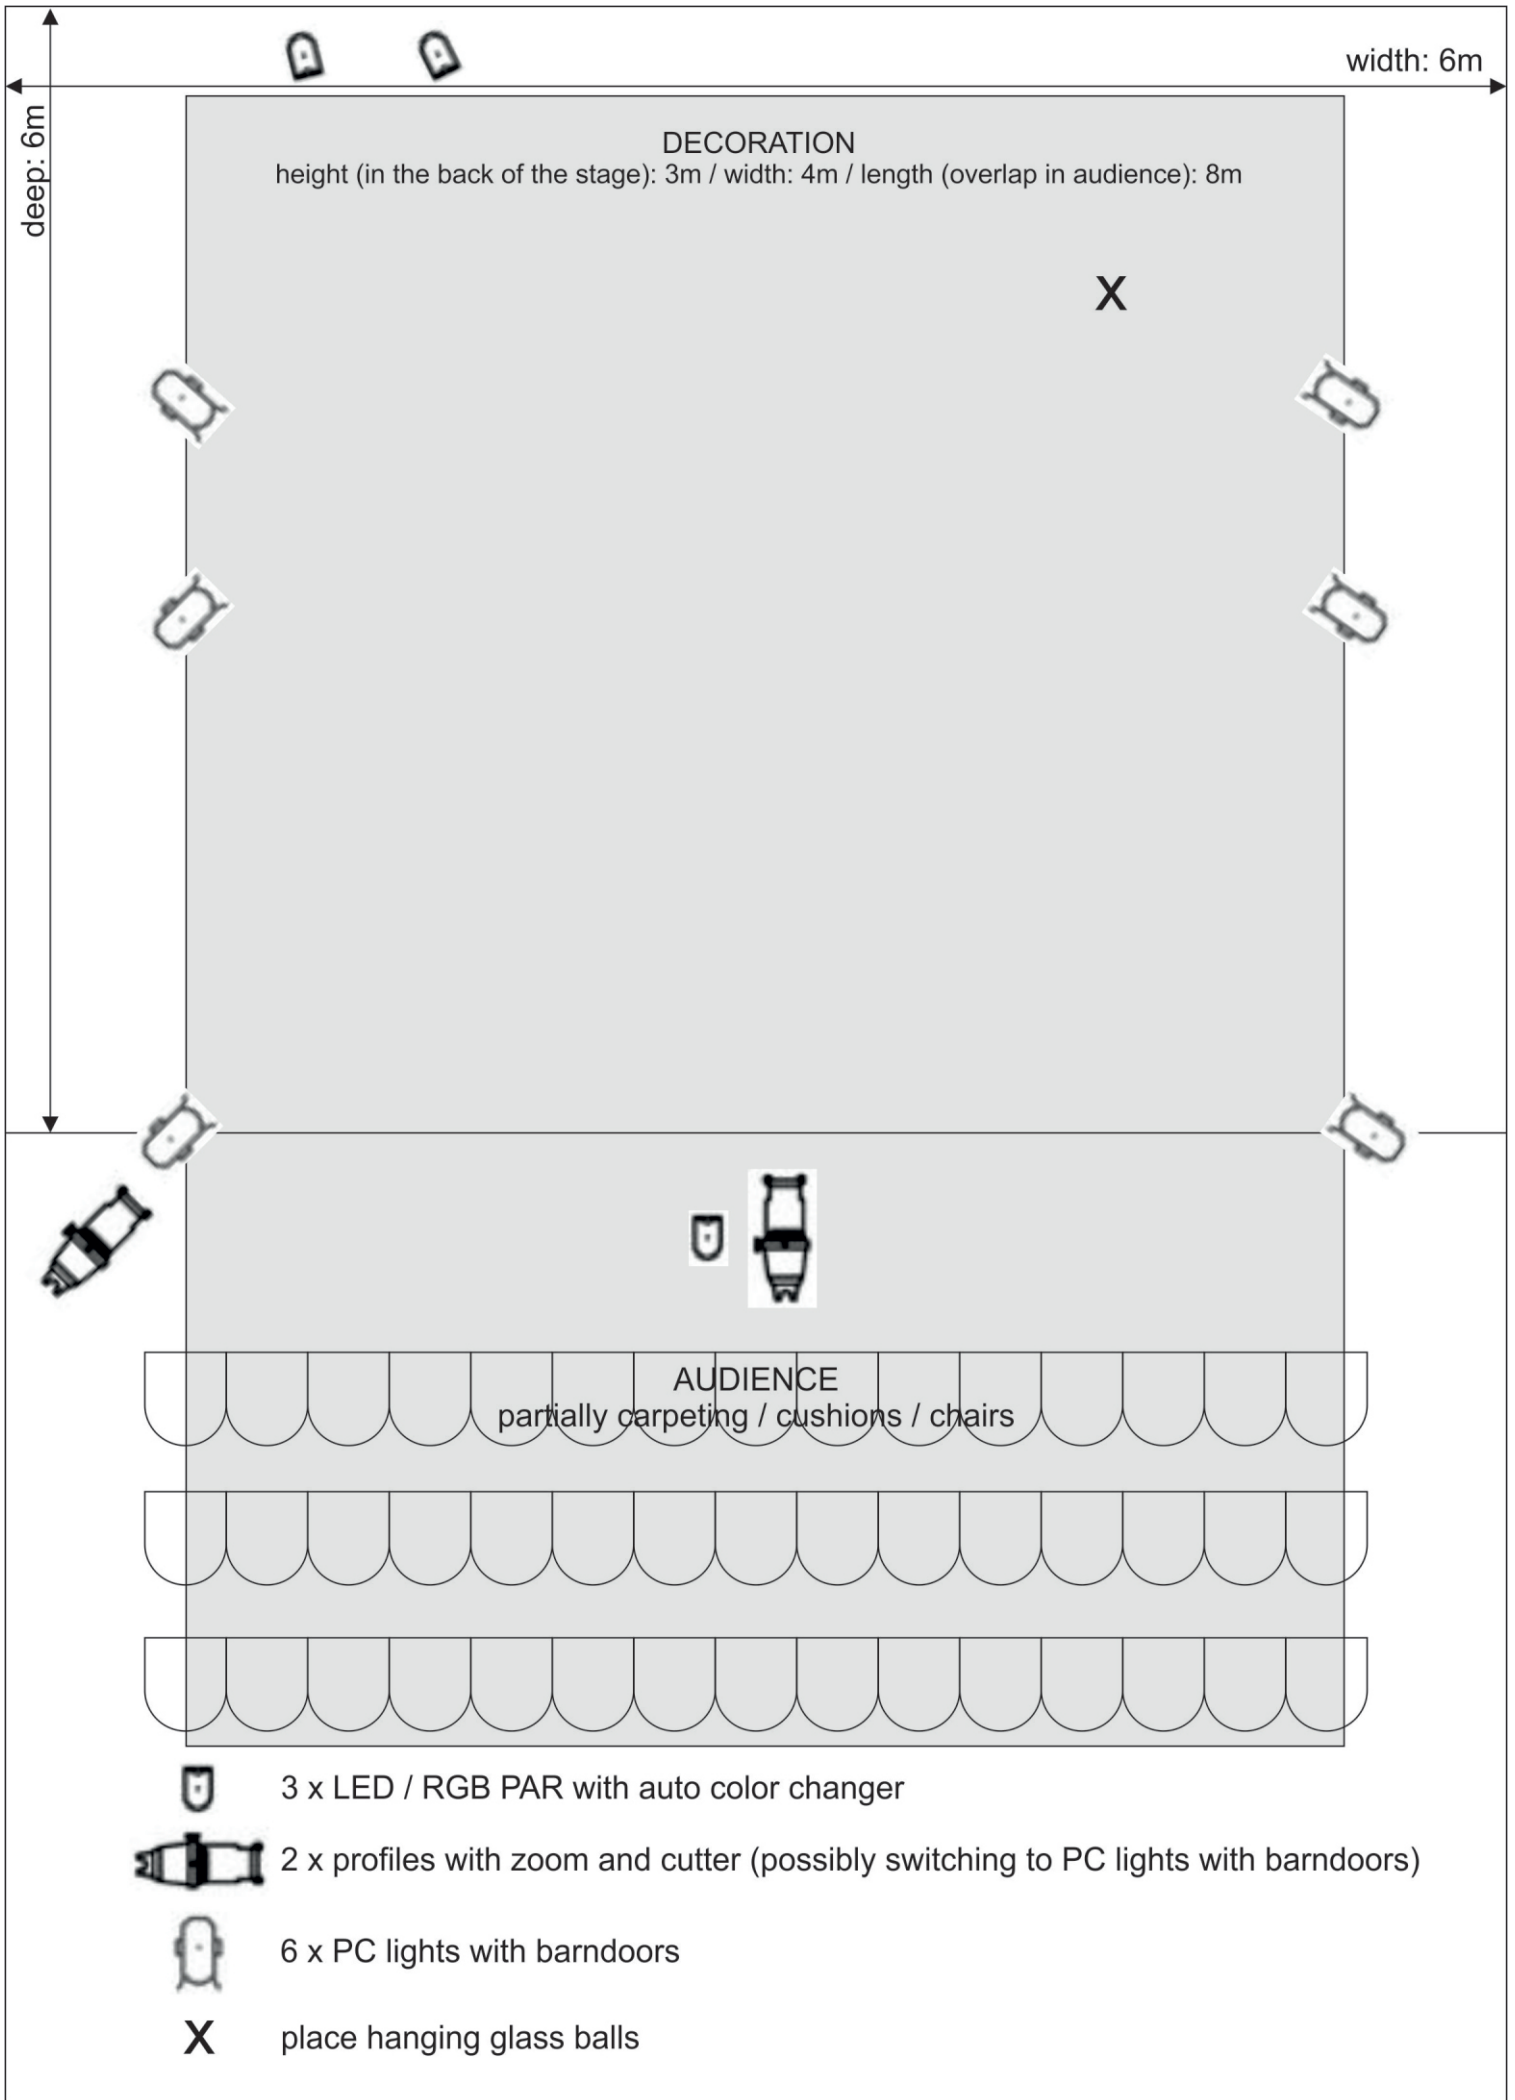 width: 6m
deep: 6m
DECORATION
height (in the back of the stage): 3m / width: 4m / length (overlap in audience): 8m
X
AUDIENCE
partially carpeting / cushions / chairs
3 x LED / RGB PAR with auto color changer
2 x profiles with zoom and cutter (possibly switching to PC lights with barndoors)
6 x PC lights with barndoors
X place hanging glass balls